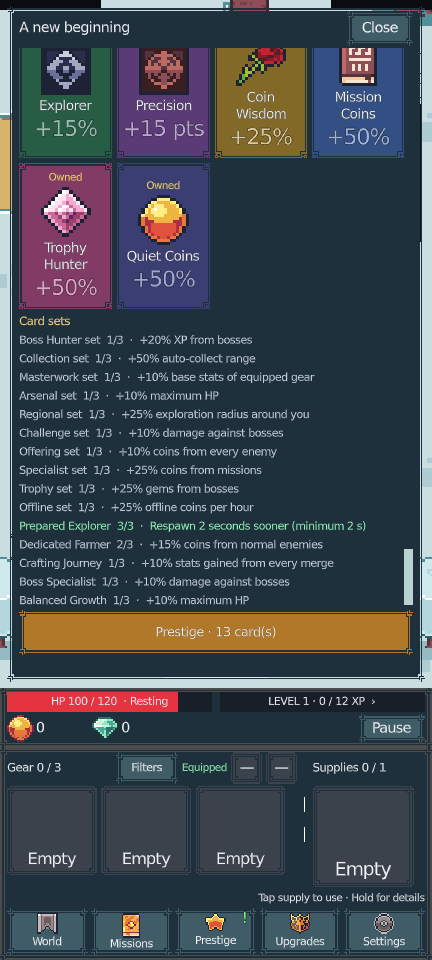 A new beginning
Close
Explorer
+15%
Precision
+15 pts
Coin
Wisdom
+25%
Mission
Coins
+50%
Owned
Trophy
Hunter
+50%
Owned
Quiet Coins
+50%
Card sets
Boss Hunter set 1/3 · +20% XP from bosses
Collection set 1/3 · +50% auto-collect range
Masterwork set 1/3 · +10% base stats of equipped gear
Arsenal set 1/3 · +10% maximum HP
Regional set 1/3 · +25% exploration radius around you
Challenge set 1/3 · +10% damage against bosses
Offering set 1/3 · +10% coins from every enemy
Specialist set 1/3 · +25% coins from missions
Trophy set 1/3 · +25% gems from bosses
Offline set 1/3 · +25% offline coins per hour
Prepared Explorer 3/3 · Respawn 2 seconds sooner (minimum 2 s)
Dedicated Farmer 2/3 · +15% coins from normal enemies
Crafting Journey 1/3 · +10% stats gained from every merge
Boss Specialist 1/3 · +10% damage against bosses
Balanced Growth 1/3 · +10% maximum HP
Prestige · 13 card(s)
HP 100 / 120 · Resting
LEVEL 1 · 0 / 12 XP ›
0
0
Pause
Gear 0 / 3
Filters
Equipped
—
—
Supplies 0 / 1
Empty
Empty
Empty
Empty
Tap supply to use · Hold for details
World
Missions
Prestige
!
Upgrades
Settings